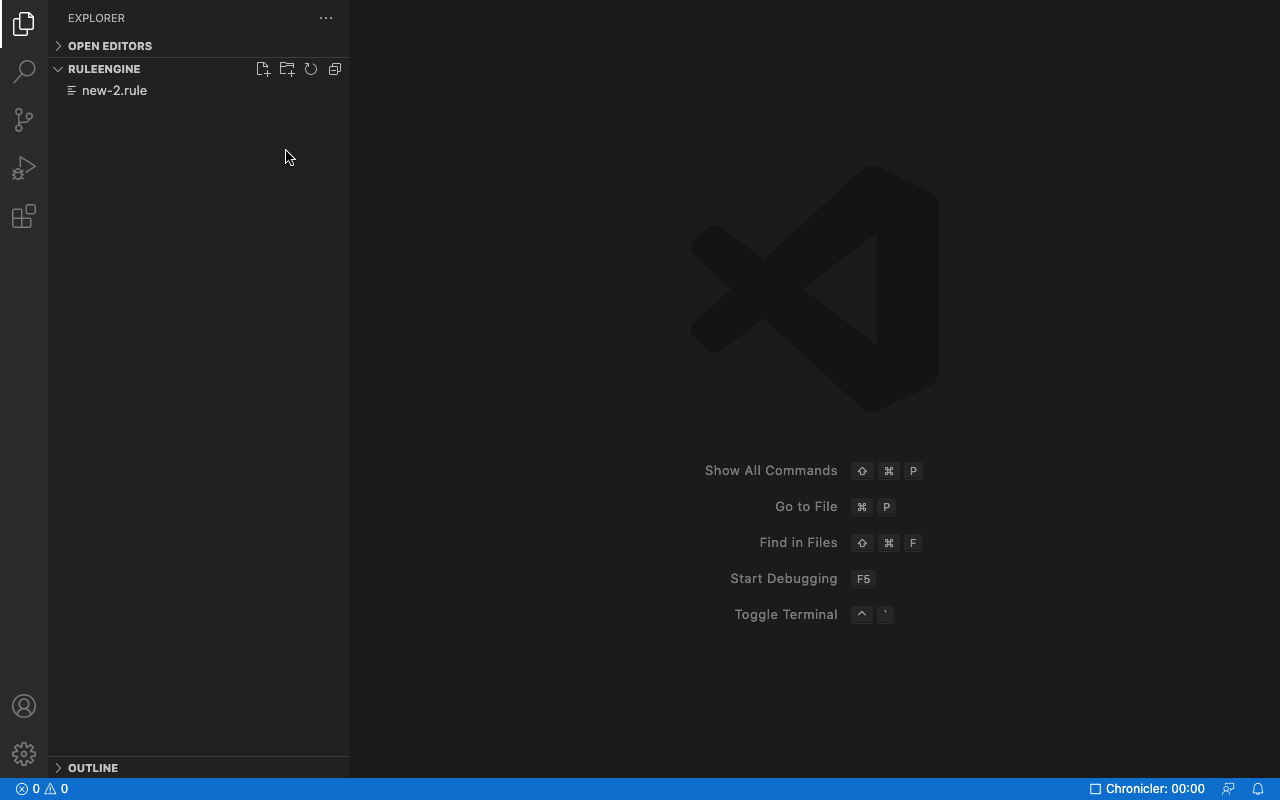 EXPLORER
OPEN EDITORS
RULEENGINE
new-2.rule
Show All Commands ⇧ ⌘ P
Go to File ⌘ P
Find in Files ⇧ ⌘ F
Start Debugging F5
Toggle Terminal ^ `
OUTLINE
0 0 Chronicler: 00:00